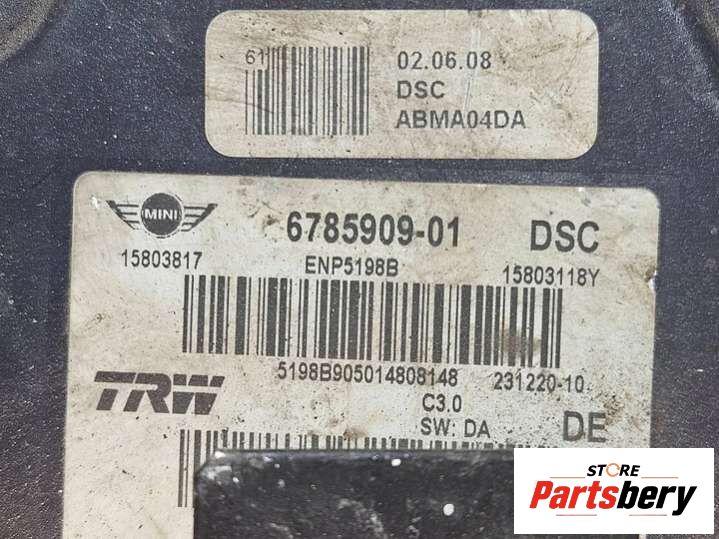 61
02.06.08
DSC
ABMA04DA
MINI
6785909-01 DSC
15803817 ENP5198B 15803118Y
5198B905014808148 231220-10
TRW
C3.0
SW: DA
DE
STORE
Partsbery